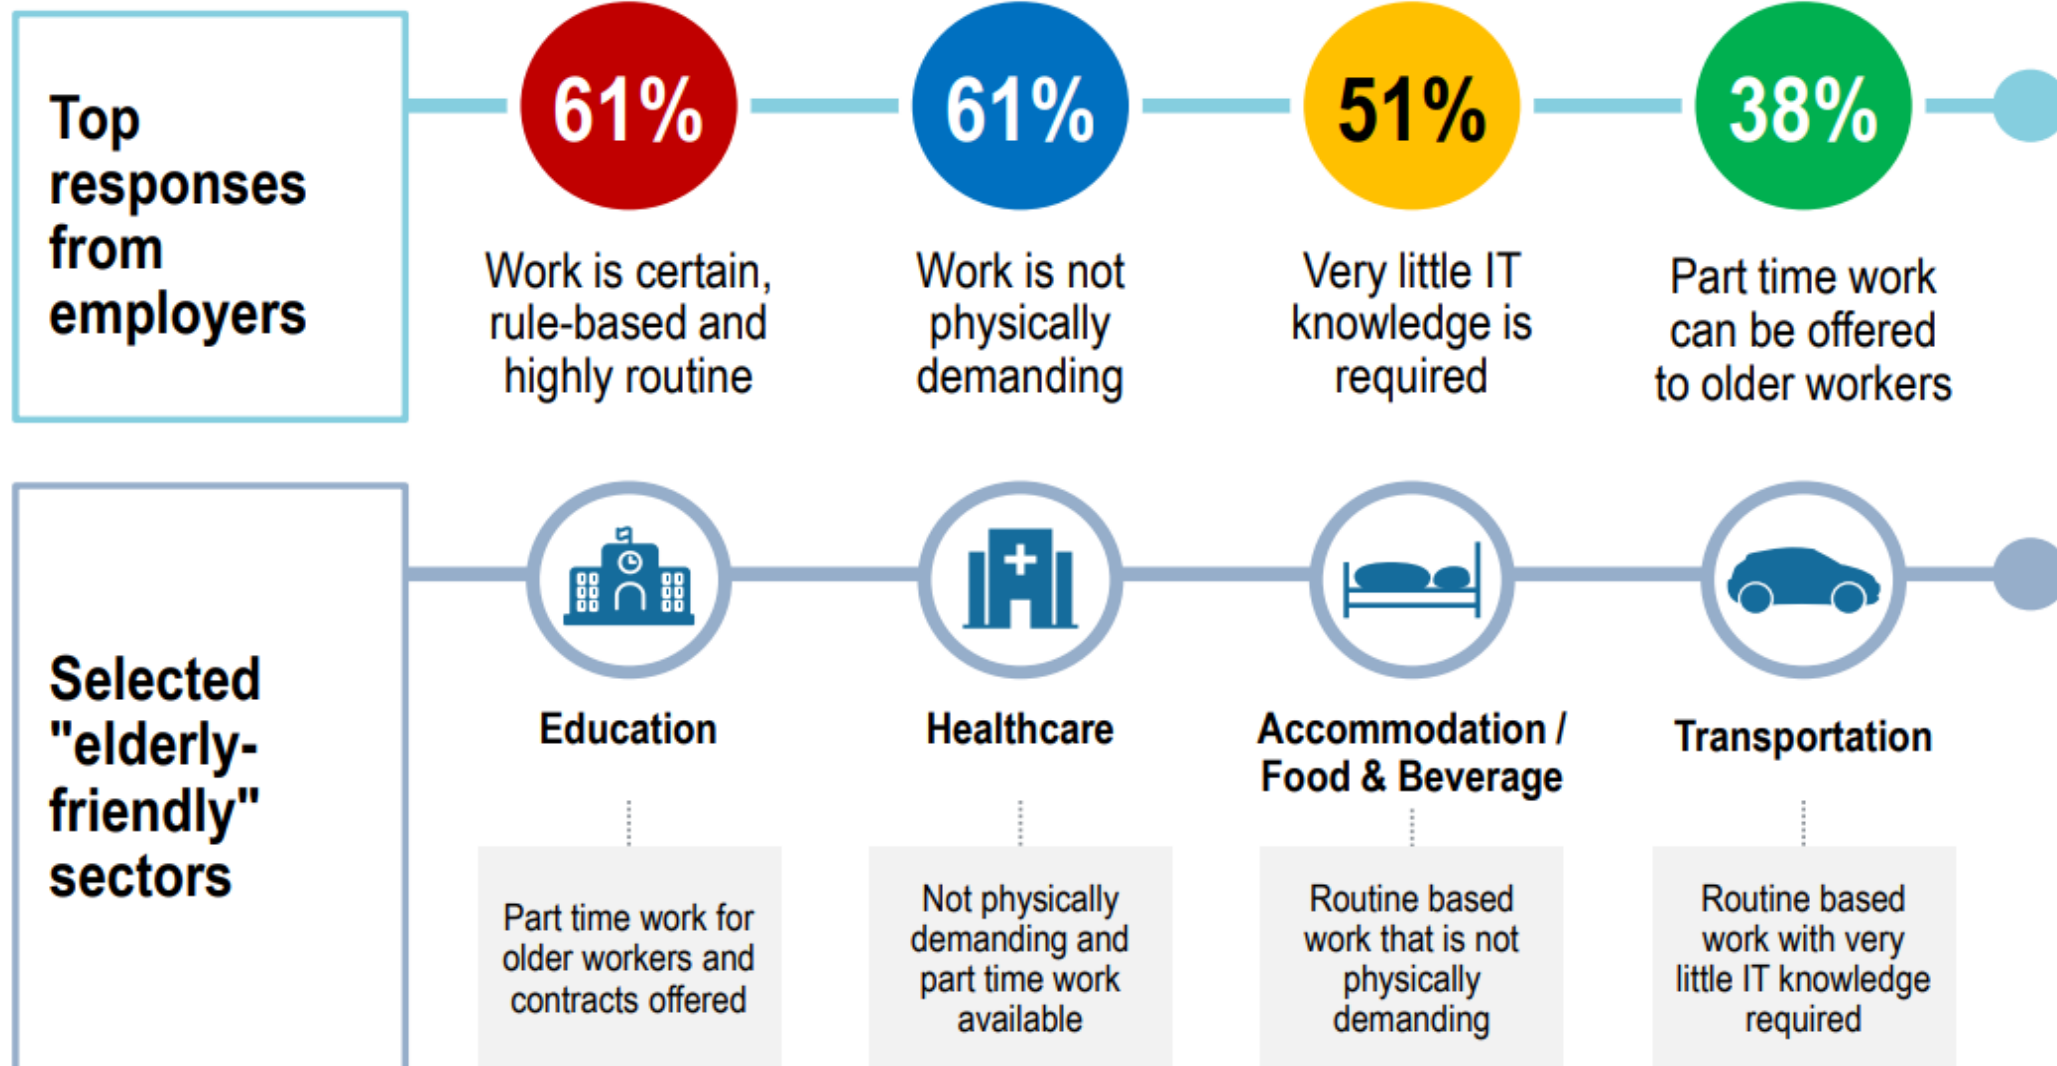 Top
responses
from
employers
61%
61%
51%
38%
Work is certain,
rule-based and
highly routine
Work is not
physically
demanding
Very little IT
knowledge is
required
Part time work
can be offered
to older workers
Selected
"elderly-
friendly"
sectors
Education
Healthcare
Accommodation /
Food & Beverage
Transportation
Part time work for
older workers and
contracts offered
Not physically
demanding and
part time work
available
Routine based
work that is not
physically
demanding
Routine based
work with very
little IT knowledge
required